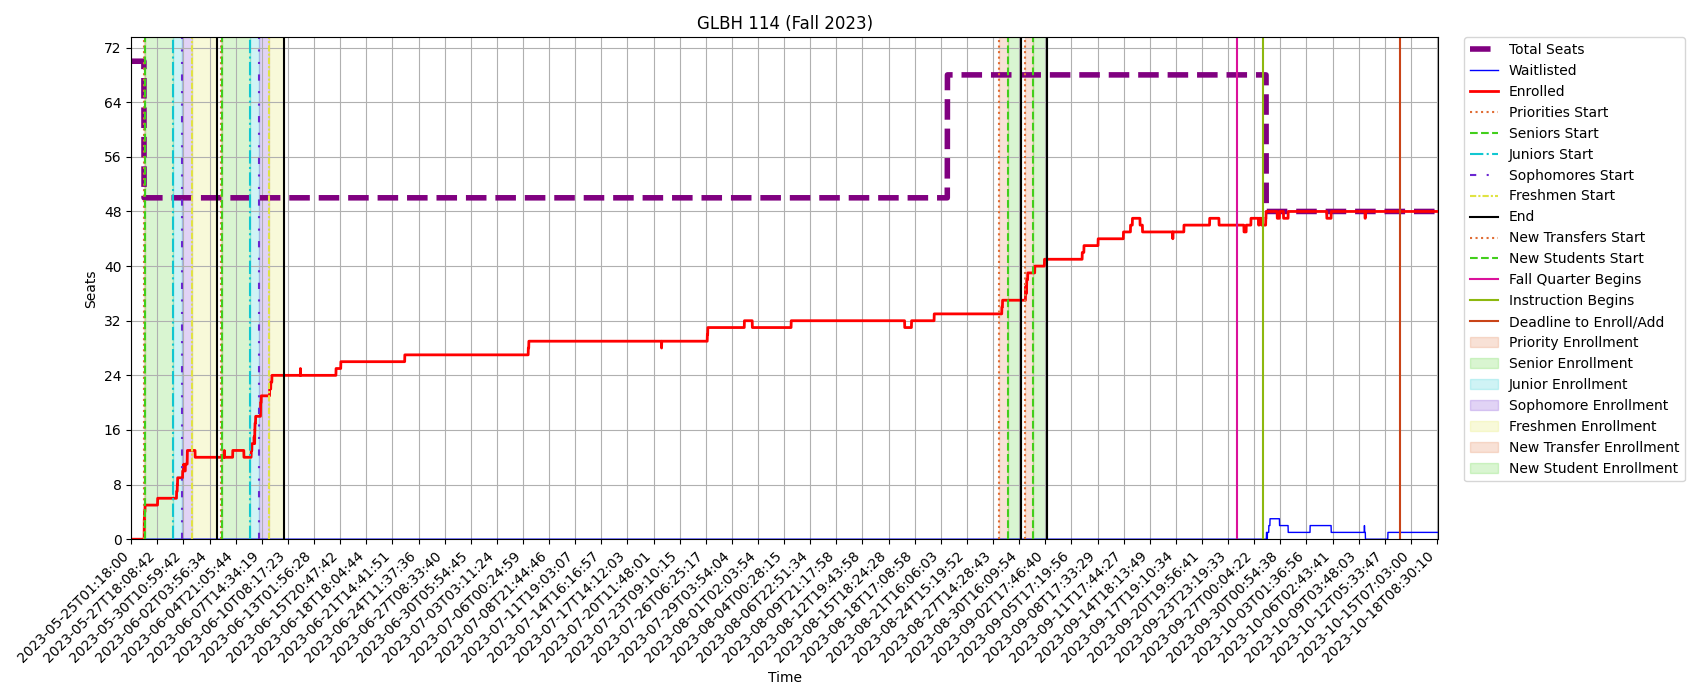 GLBH 114 (Fall 2023)
Seats
72
64
56
48
40
32
24
16
8
0
2023-05-25T01:18:00
2023-05-27T18:08:42
2023-05-30T10:59:42
2023-06-02T03:56:34
2023-06-04T21:05:44
2023-06-07T14:34:19
2023-06-10T08:17:23
2023-06-13T01:56:28
2023-06-15T20:47:42
2023-06-18T18:04:44
2023-06-21T14:41:51
2023-06-24T11:37:36
2023-06-27T08:33:40
2023-06-30T05:54:45
2023-07-03T03:11:24
2023-07-06T00:24:59
2023-07-08T21:44:46
2023-07-11T19:03:07
2023-07-14T16:16:57
2023-07-17T14:12:03
2023-07-20T11:48:01
2023-07-23T09:10:15
2023-07-26T06:25:17
2023-07-29T03:54:04
2023-08-01T02:03:54
2023-08-04T00:28:15
2023-08-06T22:51:34
2023-08-09T21:17:58
2023-08-12T19:43:58
2023-08-15T18:24:28
2023-08-18T17:08:58
2023-08-21T16:06:03
2023-08-24T15:19:52
2023-08-27T14:28:43
2023-08-30T16:09:54
2023-09-02T17:46:40
2023-09-05T17:19:56
2023-09-08T17:33:29
2023-09-11T17:44:27
2023-09-14T18:13:49
2023-09-17T19:10:34
2023-09-20T19:56:41
2023-09-23T23:19:33
2023-09-27T00:04:22
2023-09-30T00:54:38
2023-10-03T01:36:56
2023-10-06T02:43:41
2023-10-09T03:48:03
2023-10-12T05:33:47
2023-10-15T07:03:00
2023-10-18T08:30:10
Time
Total Seats
Waitlisted
Enrolled
Priorities Start
Seniors Start
Juniors Start
Sophomores Start
Freshmen Start
End
New Transfers Start
New Students Start
Fall Quarter Begins
Instruction Begins
Deadline to Enroll/Add
Priority Enrollment
Senior Enrollment
Junior Enrollment
Sophomore Enrollment
Freshmen Enrollment
New Transfer Enrollment
New Student Enrollment